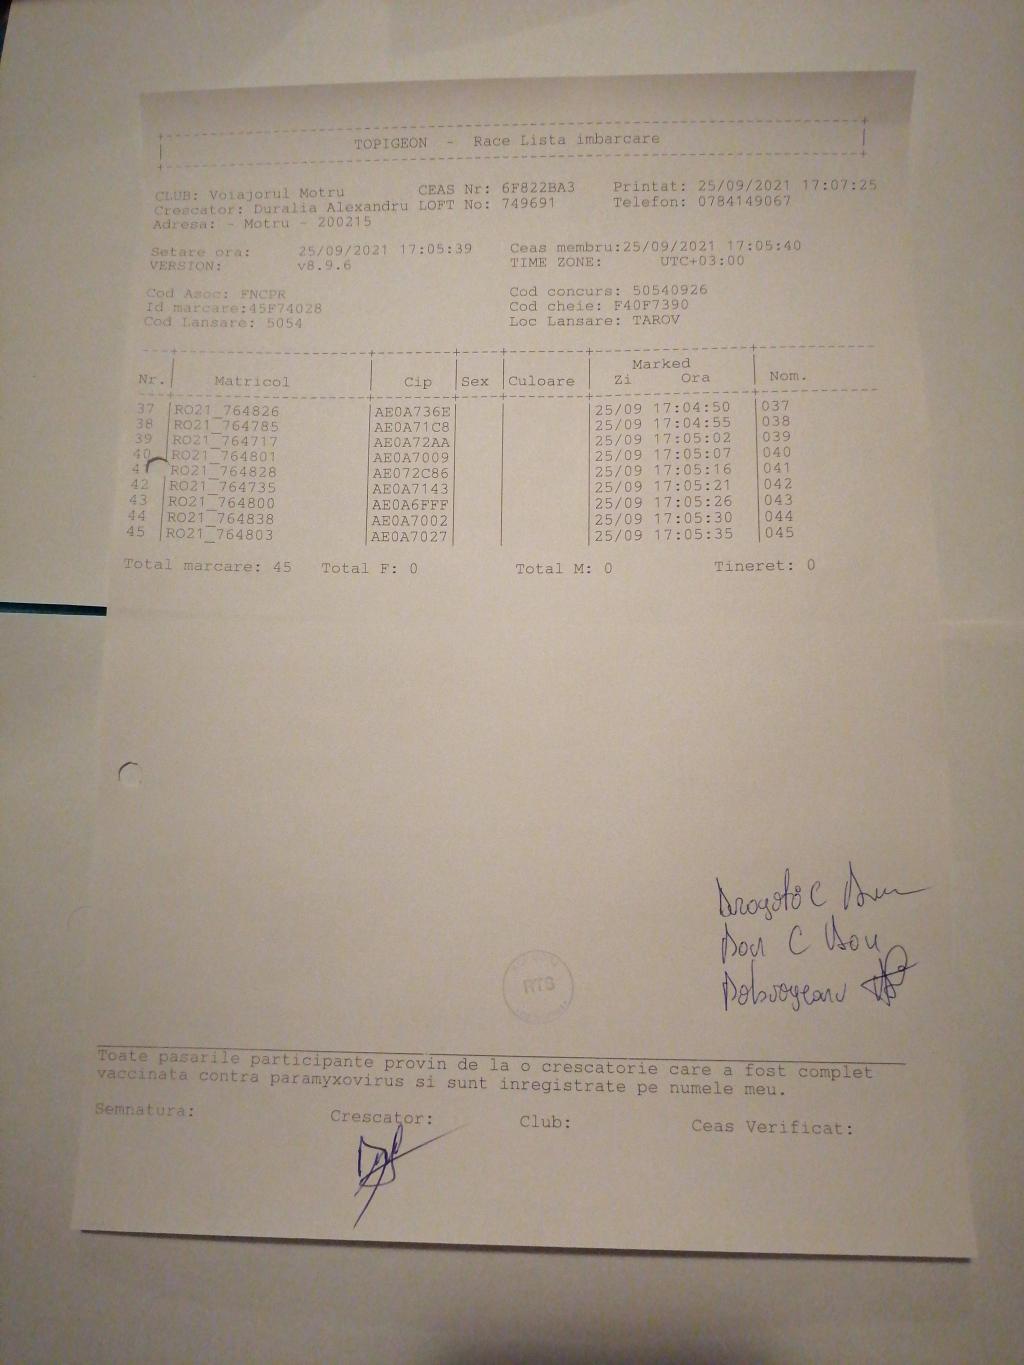 TOPIGEON - Race Lista imbarcare
CLUB: Voiajorul Motru CEAS Nr: 6F822BA3 Printat: 25/09/2021 17:07:25
Crescator: Duralia Alexandru LOFT No: 749691 Telefon: 0784149067
Adresa: - Motru - 200215
Setare ora: 25/09/2021 17:05:39 Ceas membru:25/09/2021 17:05:40
VERSION: v8.9.6 TIME ZONE: UTC+03:00
Cod Asoc: FNCPR Cod concurs: 50540926
Id marcare:45F74028 Cod cheie: F40F7390
Cod Lansare: 5054 Loc Lansare: TAROV
Marked
Nr. Matricol Cip Sex Culoare Zi Ora Nom.
37 RO21_764826 AE0A736E 25/09 17:04:50 037
38 RO21_764785 AE0A71C8 25/09 17:04:55 038
39 RO21_764717 AE0A72AA 25/09 17:05:02 039
40 RO21_764801 AE0A7009 25/09 17:05:07 040
41 RO21_764828 AE072C86 25/09 17:05:16 041
42 RO21_764735 AE0A7143 25/09 17:05:21 042
43 RO21_764800 AE0A6FFF 25/09 17:05:26 043
44 RO21_764838 AE0A7002 25/09 17:05:30 044
45 RO21_764803 AE0A7027 25/09 17:05:35 045
Total marcare: 45 Total F: 0 Total M: 0 Tineret: 0
C
C
Dobrogeanu
RTS
Toate pasarile participante provin de la o crescatorie care a fost complet
vaccinata contra paramyxovirus si sunt inregistrate pe numele meu.
Semnatura: Crescator: Club: Ceas Verificat: